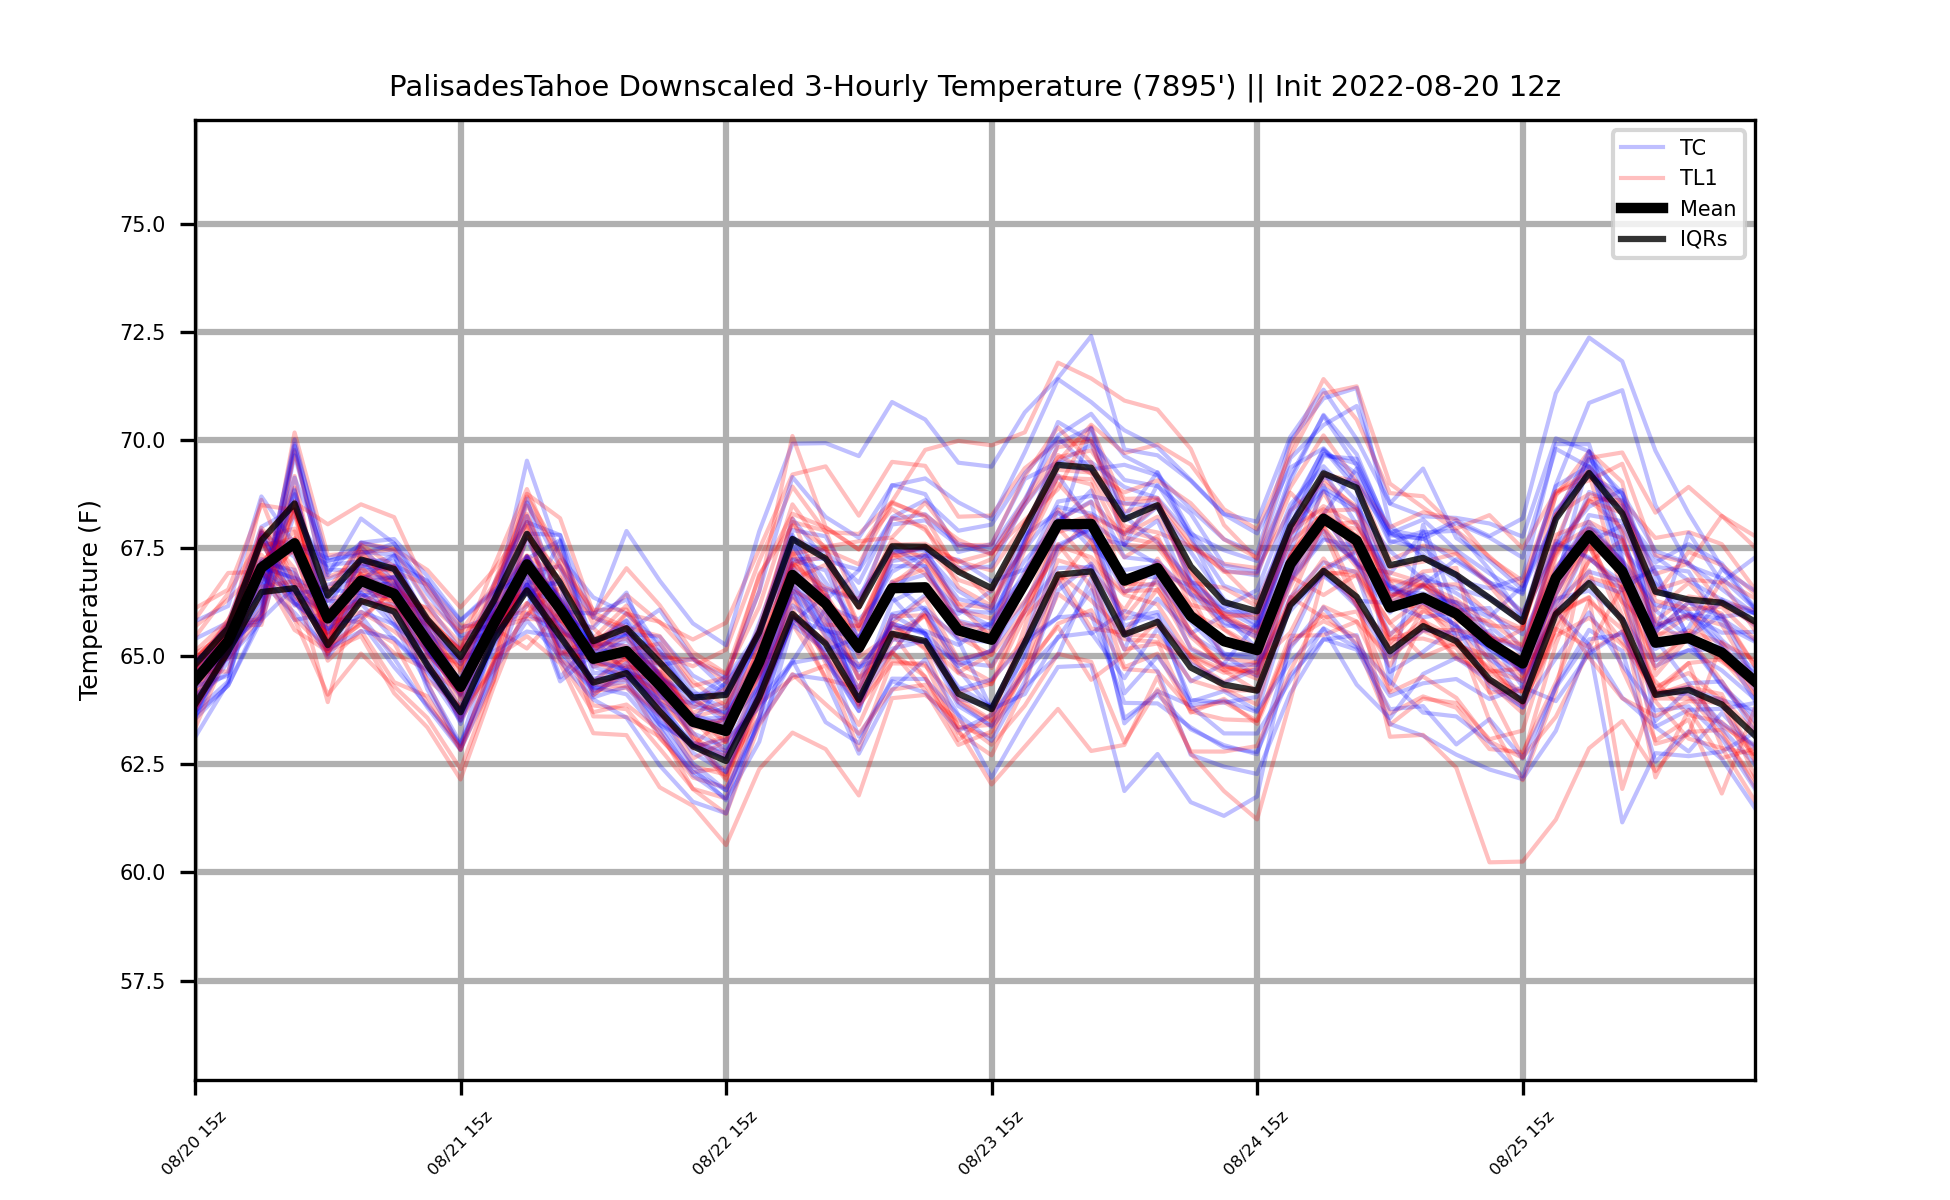 PalisadesTahoe Downscaled 3-Hourly Temperature (7895') || Init 2022-08-20 12z
TC
TL1
Mean
IQRs
Temperature (F)
75.0
72.5
70.0
67.5
65.0
62.5
60.0
57.5
08/20 15z
08/21 15z
08/22 15z
08/23 15z
08/24 15z
08/25 15z